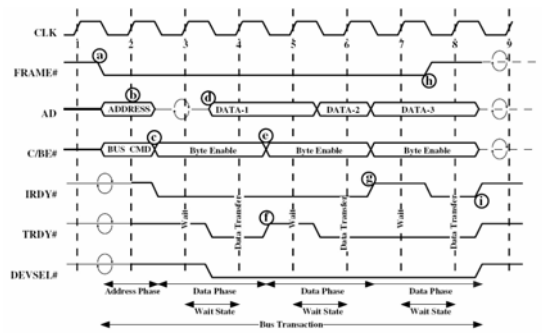 CLK
1 2 3 4 5 6 7 8 9
a
FRAME#
h
b
d
AD
ADDRESS DATA-1 DATA-2 DATA-3
c
e
C/BE#
BUS CMD Byte Enable Byte Enable Byte Enable
g
IRDY#
i
Wait Data Transfer Wait Data Transfer Wait Data Transfer
f
TRDY#
DEVSEL#
Address Phase Data Phase Data Phase Data Phase
Wait State Wait State Wait State
Bus Transaction